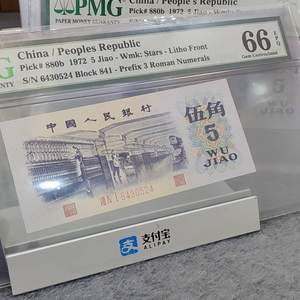 PMG
China / People's Republic
PAPER MONEY GUARANTY
Pick# 880b 1972 5 Jiao
China / Peoples Republic
Pick# 880b 1972 5 Jiao - Wmk: Stars - Litho Front
S/N 6430524 Block 841 - Prefix 3 Roman Numerals
66 EPQ
Gem Uncirculated
中国人民银行
伍角
5
WU
JIAO
6430524
支付宝
ALIPAY